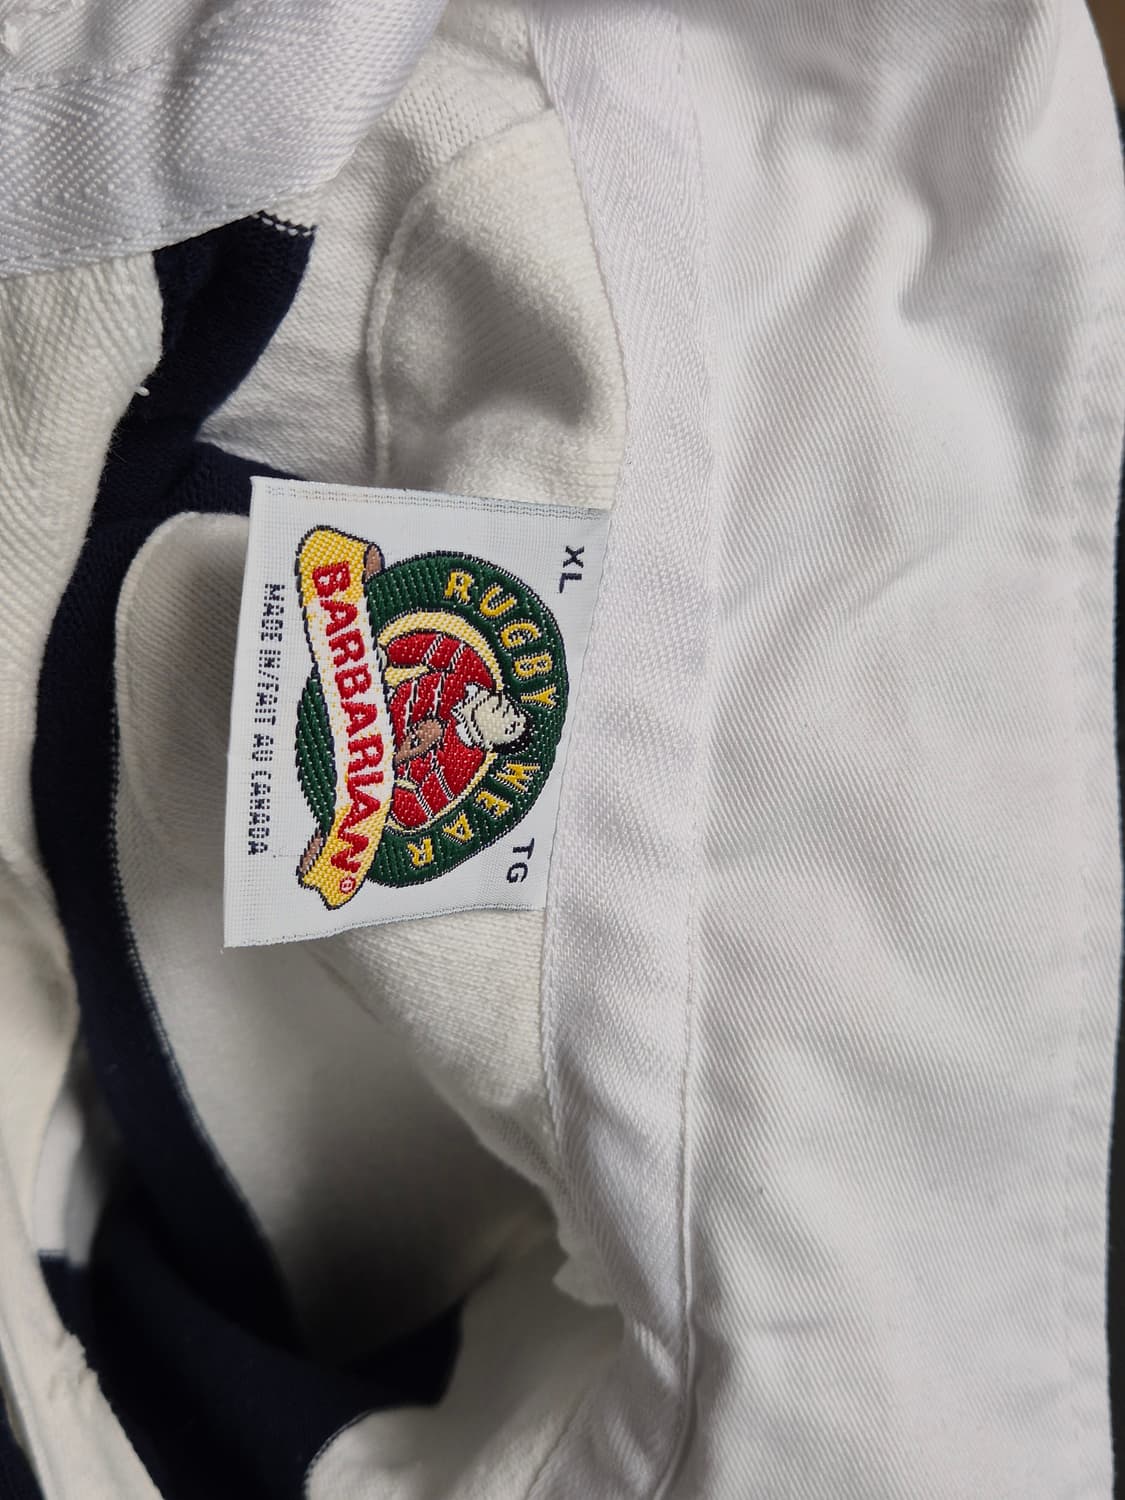 XL TG
RUGBY WEAR
BARBARIAN®
MADE IN/FAIT AU CANADA